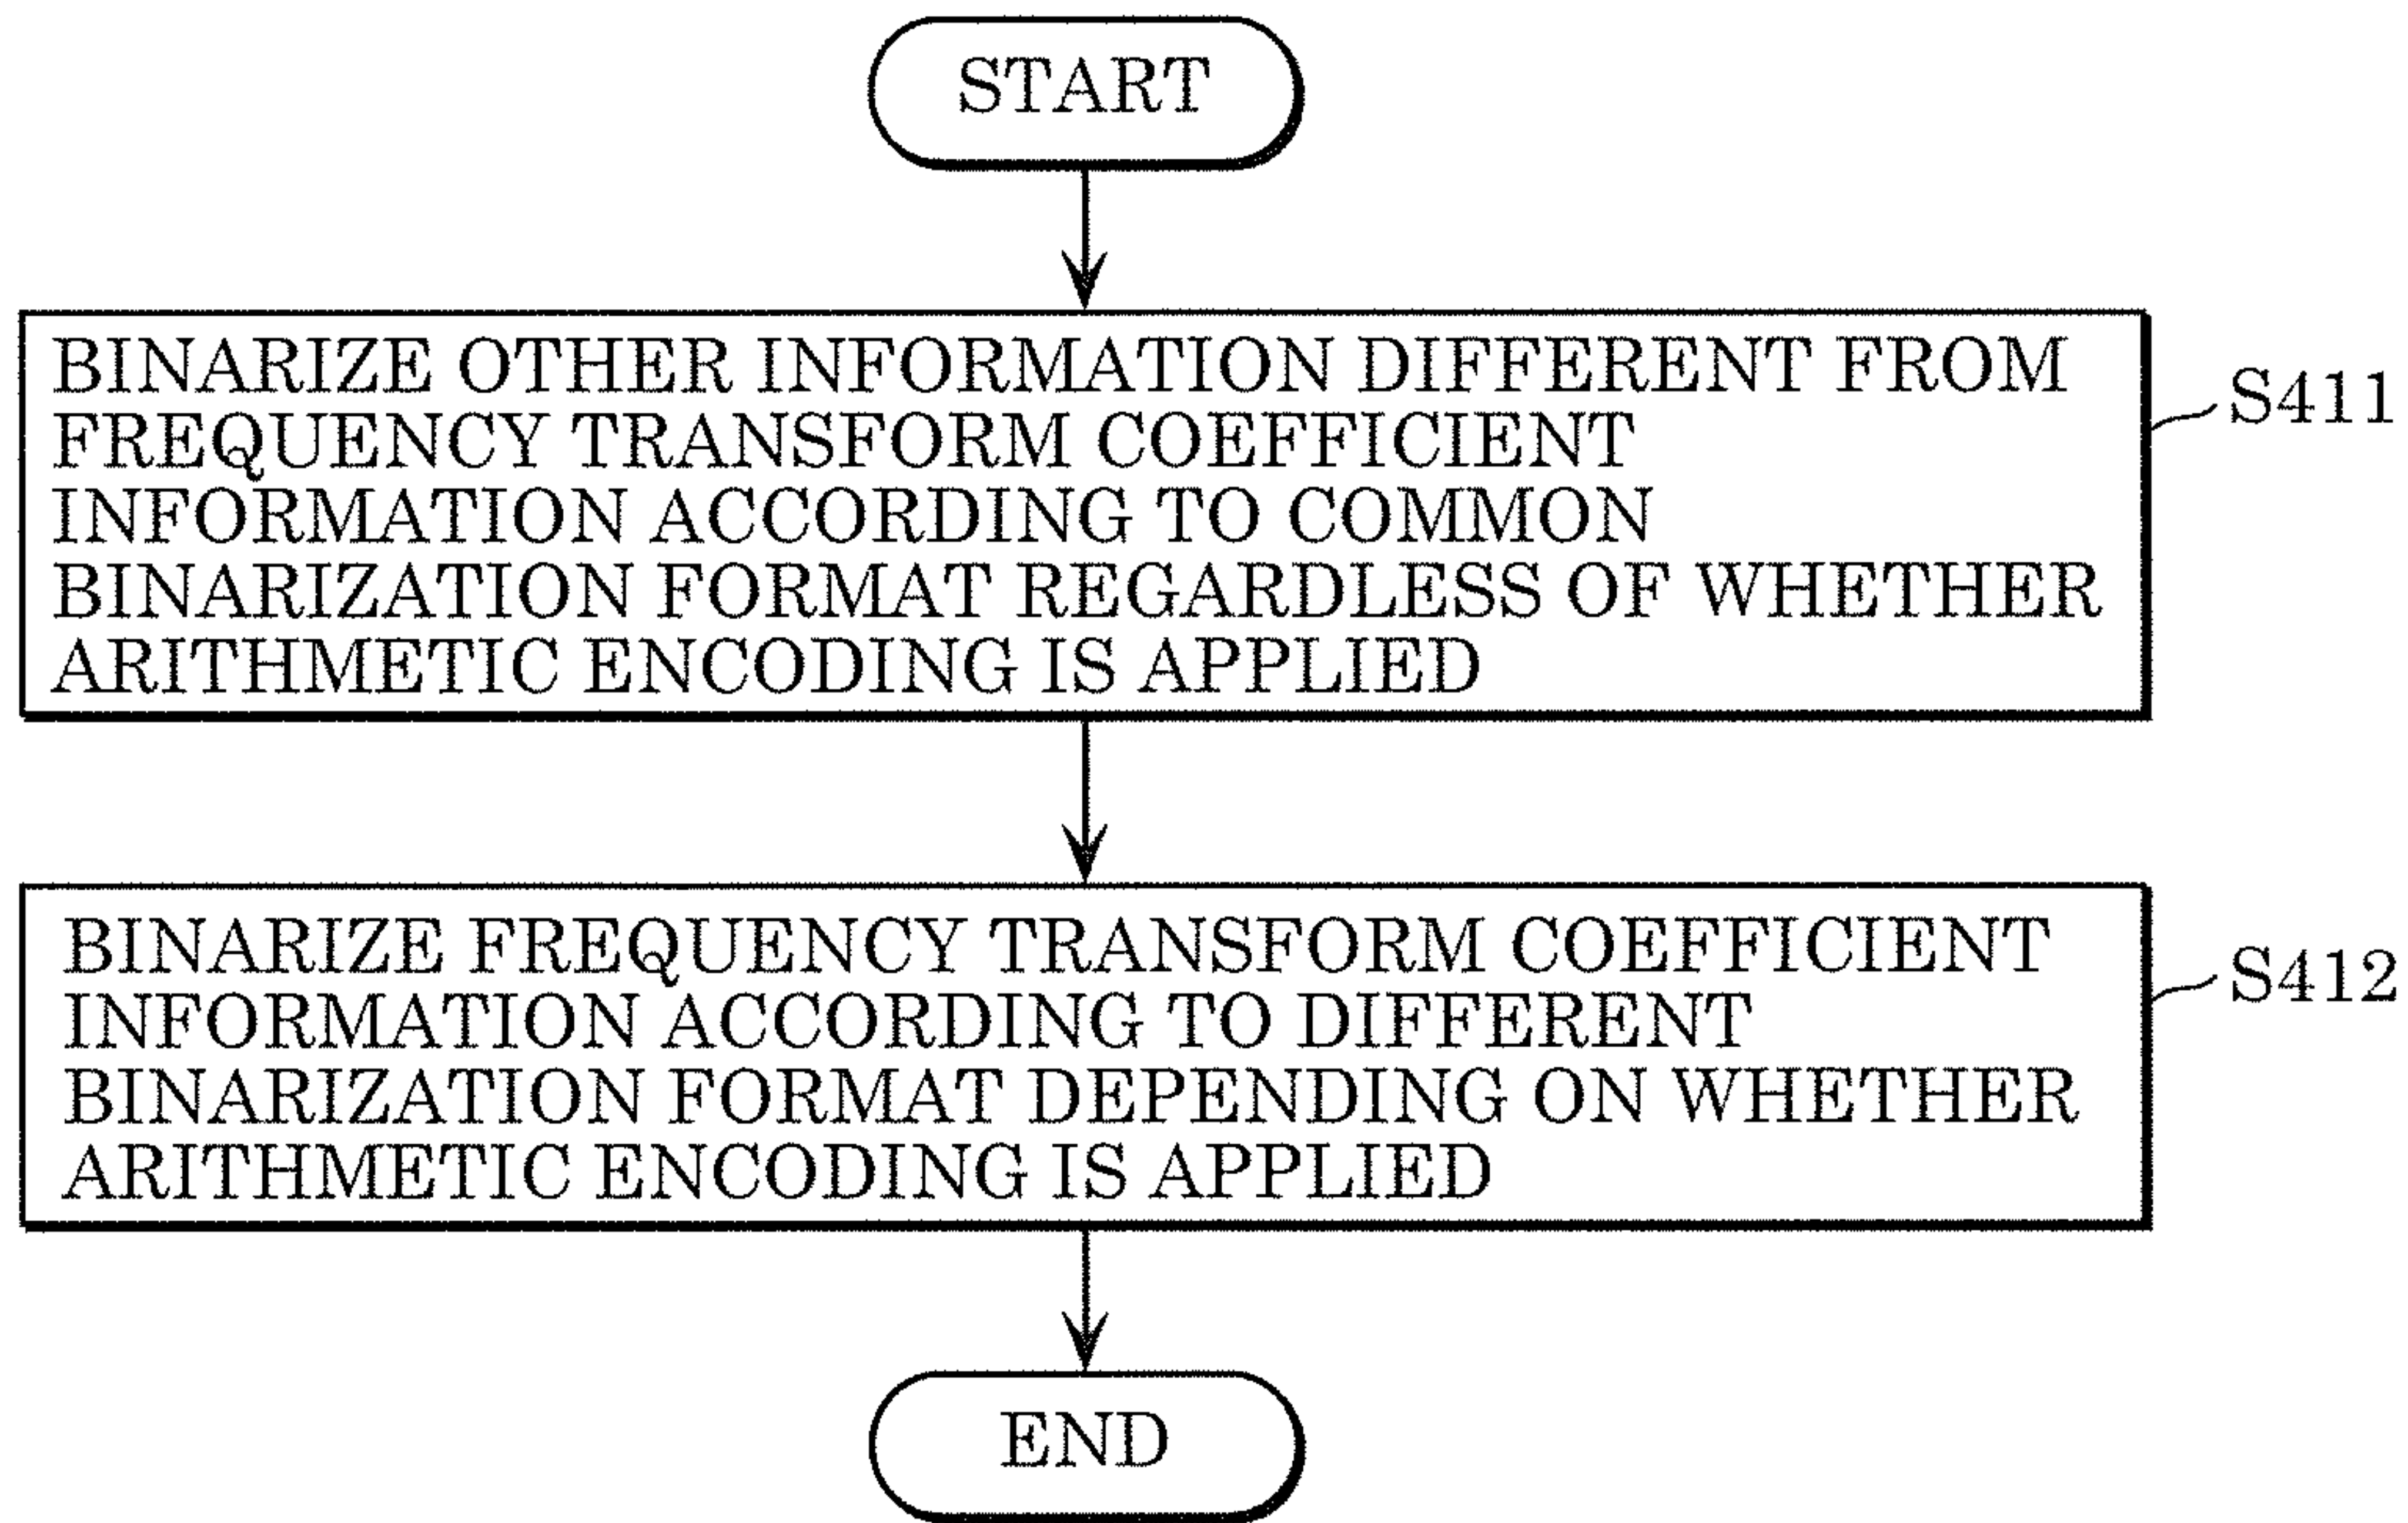 START
BINARIZE OTHER INFORMATION DIFFERENT FROM
FREQUENCY TRANSFORM COEFFICIENT
INFORMATION ACCORDING TO COMMON
BINARIZATION FORMAT REGARDLESS OF WHETHER
ARITHMETIC ENCODING IS APPLIED
S411
BINARIZE FREQUENCY TRANSFORM COEFFICIENT
INFORMATION ACCORDING TO DIFFERENT
BINARIZATION FORMAT DEPENDING ON WHETHER
ARITHMETIC ENCODING IS APPLIED
S412
END